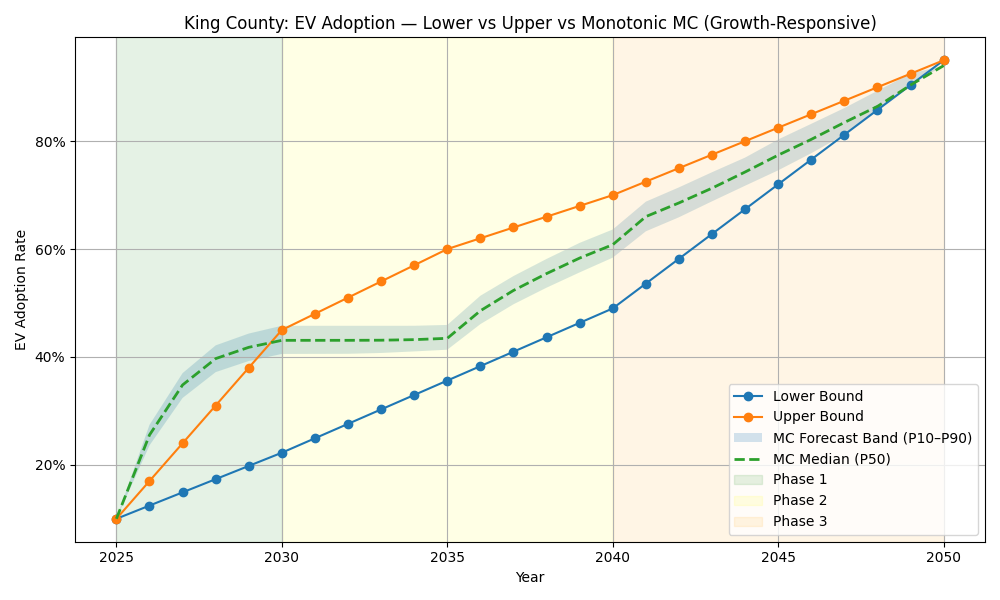 King County: EV Adoption — Lower vs Upper vs Monotonic MC (Growth-Responsive)
EV Adoption Rate
80%
60%
40%
20%
2025
2030
2035
2040
2045
2050
Year
Lower Bound
Upper Bound
MC Forecast Band (P10–P90)
MC Median (P50)
Phase 1
Phase 2
Phase 3